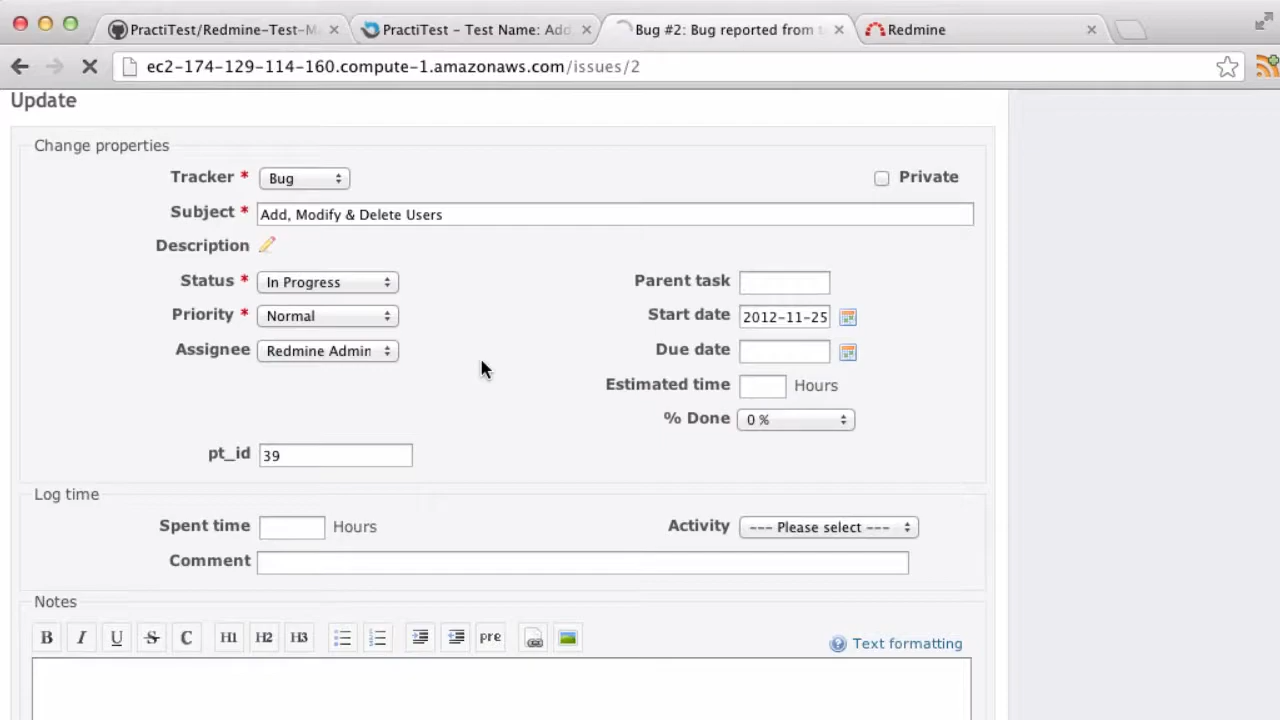 PractiTest/Redmine-Test-M
PractiTest - Test Name: Add
Bug #2: Bug reported from
Redmine
ec2-174-129-114-160.compute-1.amazonaws.com/issues/2
Update
Change properties
Tracker * Bug Private
Subject * Add, Modify & Delete Users
Description
Status * In Progress Parent task
Priority * Normal Start date 2012-11-25
Assignee Redmine Admin Due date
Estimated time Hours
% Done 0 %
pt_id 39
Log time
Spent time Hours Activity --- Please select ---
Comment
Notes
B I U S C H1 H2 H3 pre Text formatting